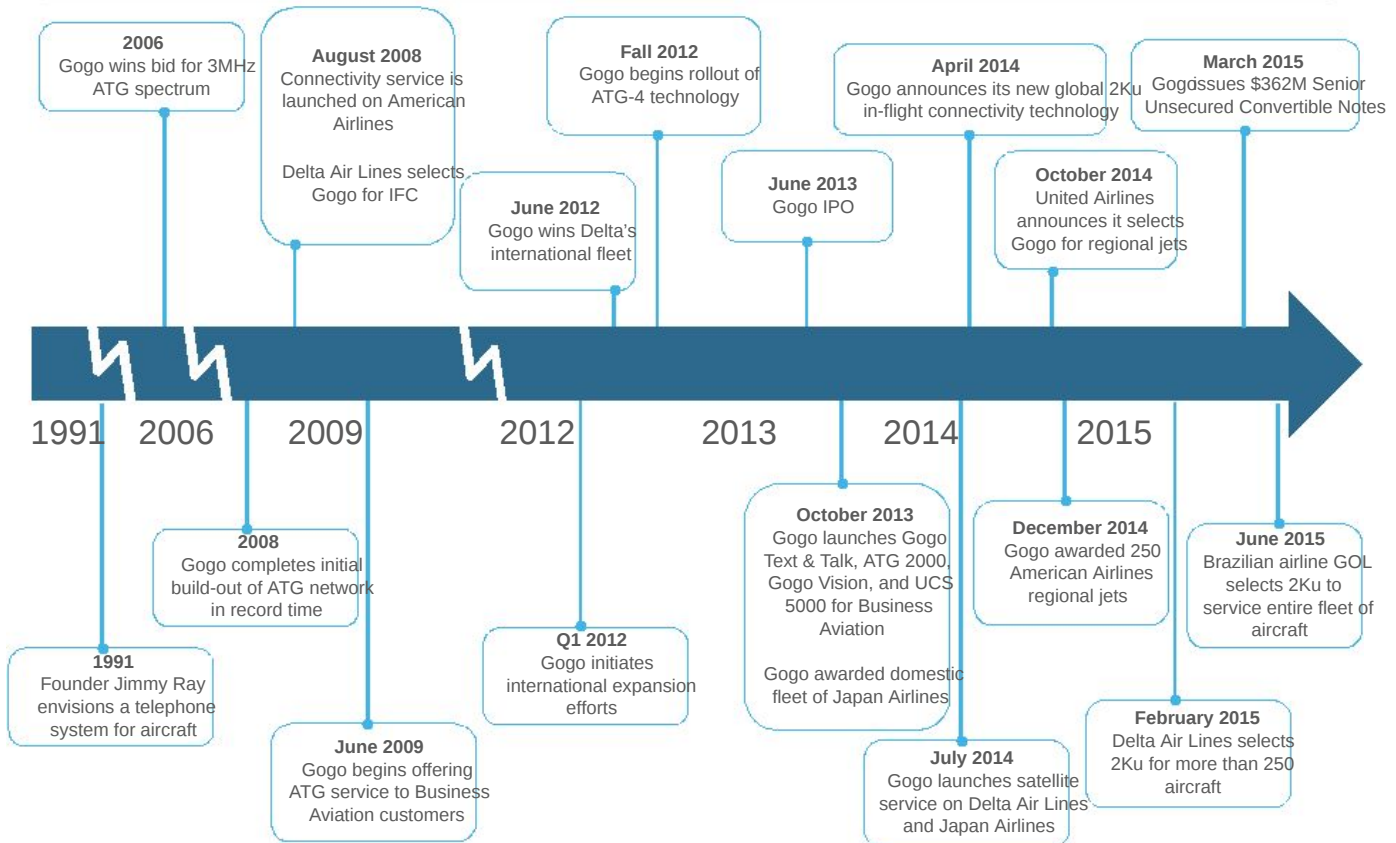 2006
Gogo wins bid for 3MHz
ATG spectrum
August 2008
Connectivity service is
launched on American
Airlines
Delta Air Lines selects
Gogo for IFC
June 2012
Gogo wins Delta's
international fleet
Fall 2012
Gogo begins rollout of
ATG-4 technology
June 2013
Gogo IPO
April 2014
Gogo announces its new global 2Ku
in-flight connectivity technology
October 2014
United Airlines
announces it selects
Gogo for regional jets
March 2015
Gogo issues $362M Senior
Unsecured Convertible Notes
1991
2006
2009
2012
2013
2014
2015
1991
Founder Jimmy Ray
envisions a telephone
system for aircraft
2008
Gogo completes initial
build-out of ATG network
in record time
June 2009
Gogo begins offering
ATG service to Business
Aviation customers
Q1 2012
Gogo initiates
international expansion
efforts
October 2013
Gogo launches Gogo
Text & Talk, ATG 2000,
Gogo Vision, and UCS
5000 for Business
Aviation
Gogo awarded domestic
fleet of Japan Airlines
July 2014
Gogo launches satellite
service on Delta Air Lines
and Japan Airlines
December 2014
Gogo awarded 250
American Airlines
regional jets
February 2015
Delta Air Lines selects
2Ku for more than 250
aircraft
June 2015
Brazilian airline GOL
selects 2Ku to
service entire fleet of
aircraft